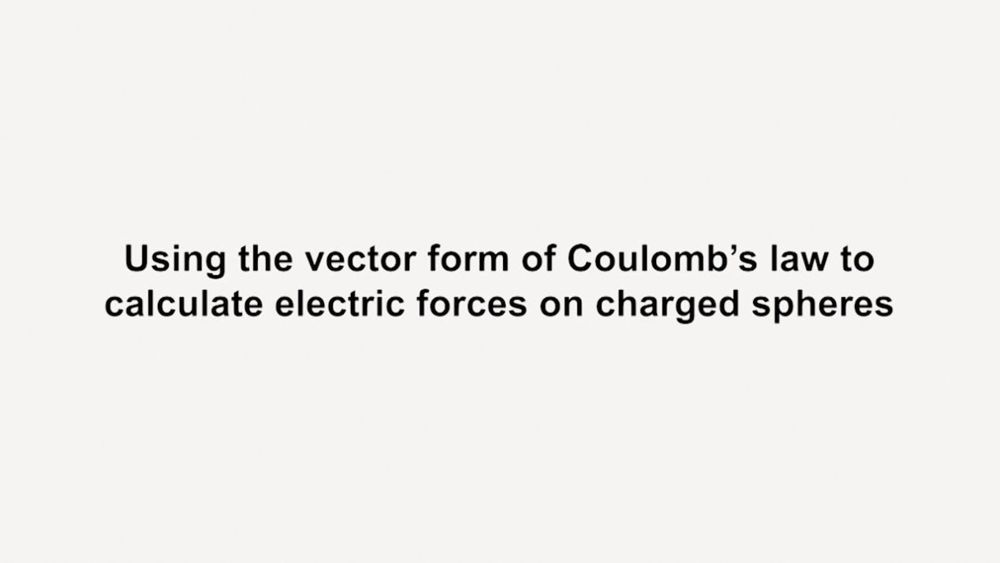 Using the vector form of Coulomb’s law to
calculate electric forces on charged spheres